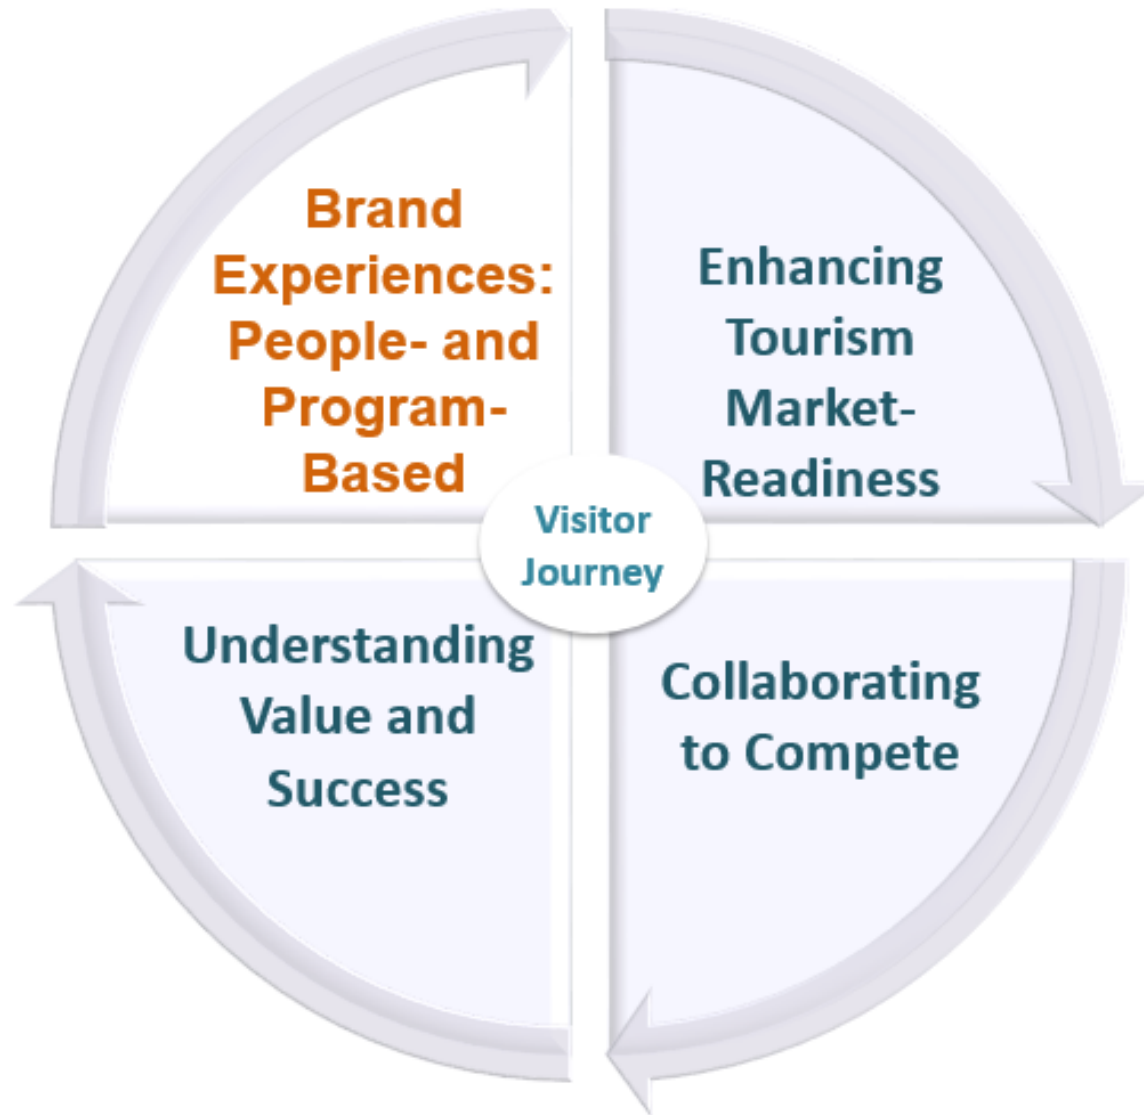 Brand
Experiences:
People- and
Program-
Based
Enhancing
Tourism
Market-
Readiness
Visitor
Journey
Understanding
Value and
Success
Collaborating
to Compete